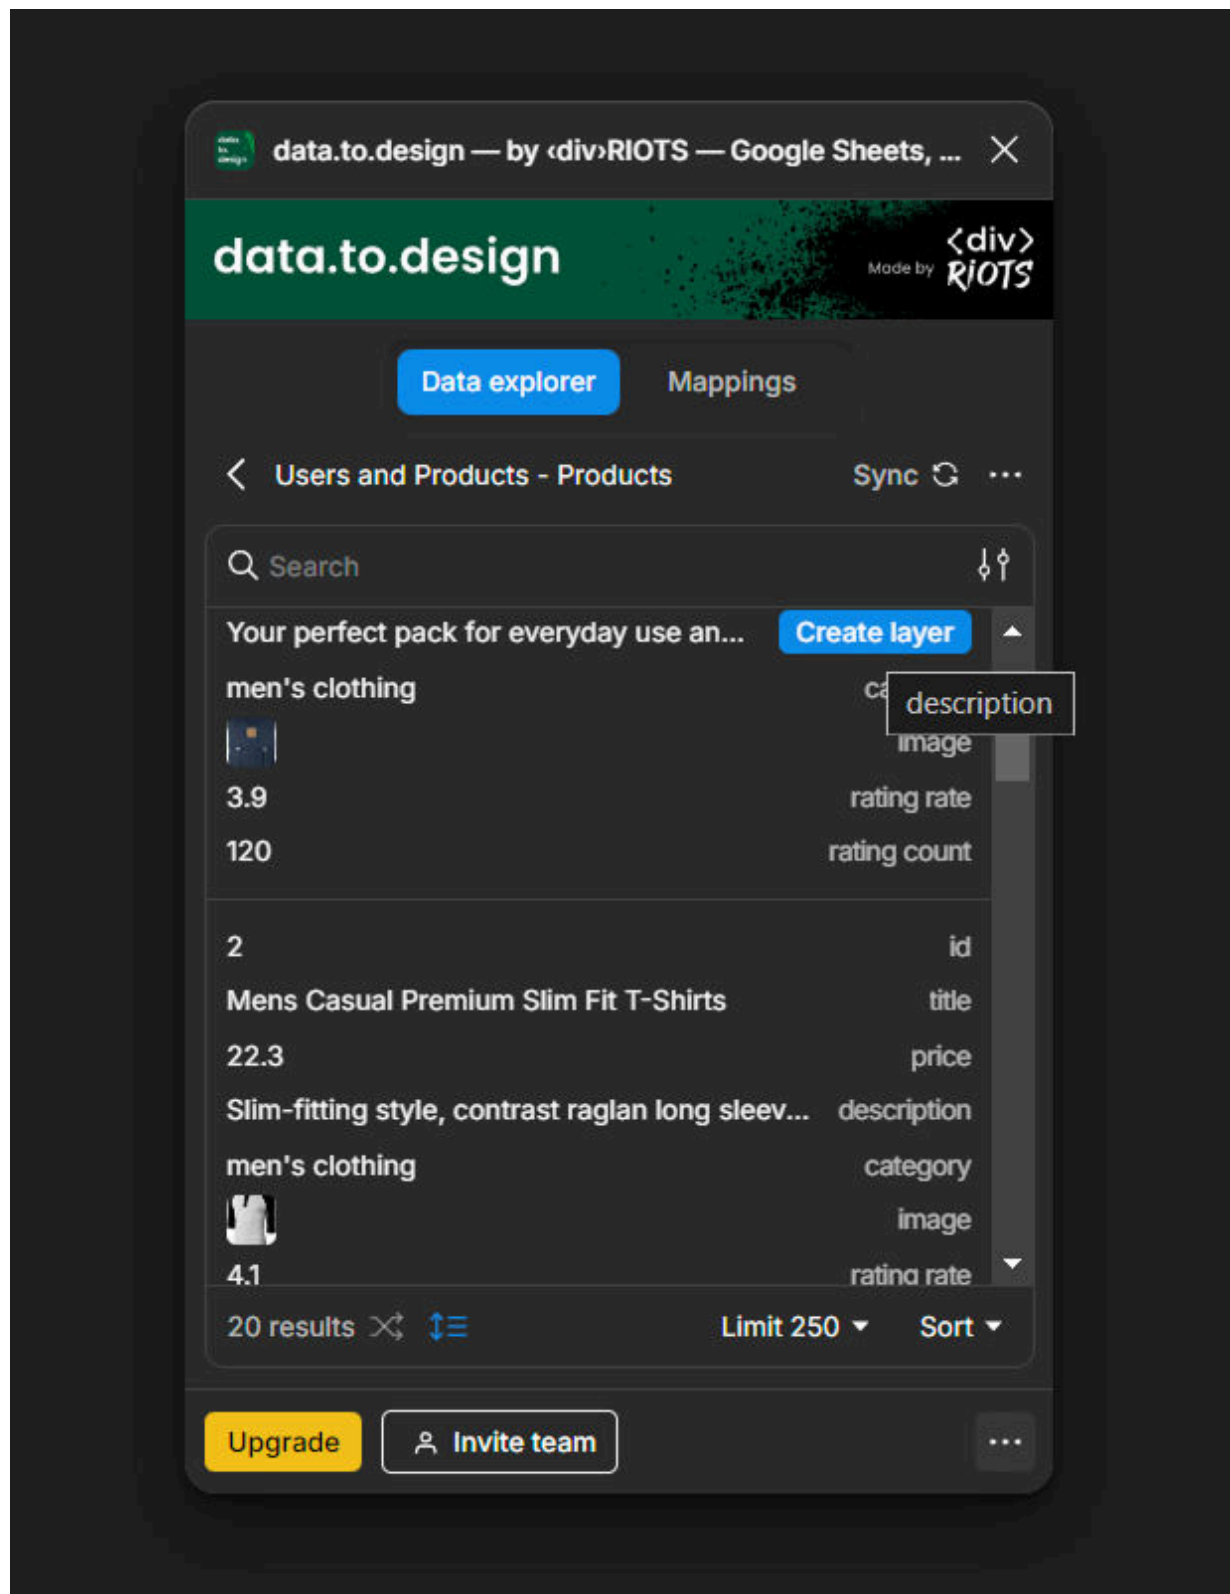 data.to.design — by ‹div›RIOTS — Google Sheets, ...
data.to.design
Made by <div> RiOTS
Data explorer Mappings
Users and Products - Products Sync ...
Search
Your perfect pack for everyday use an... Create layer
men's clothing ca
description
image
3.9 rating rate
120 rating count
2 id
Mens Casual Premium Slim Fit T-Shirts title
22.3 price
Slim-fitting style, contrast raglan long sleev... description
men's clothing category
image
4.1 rating rate
20 results Limit 250 Sort
Upgrade Invite team ...